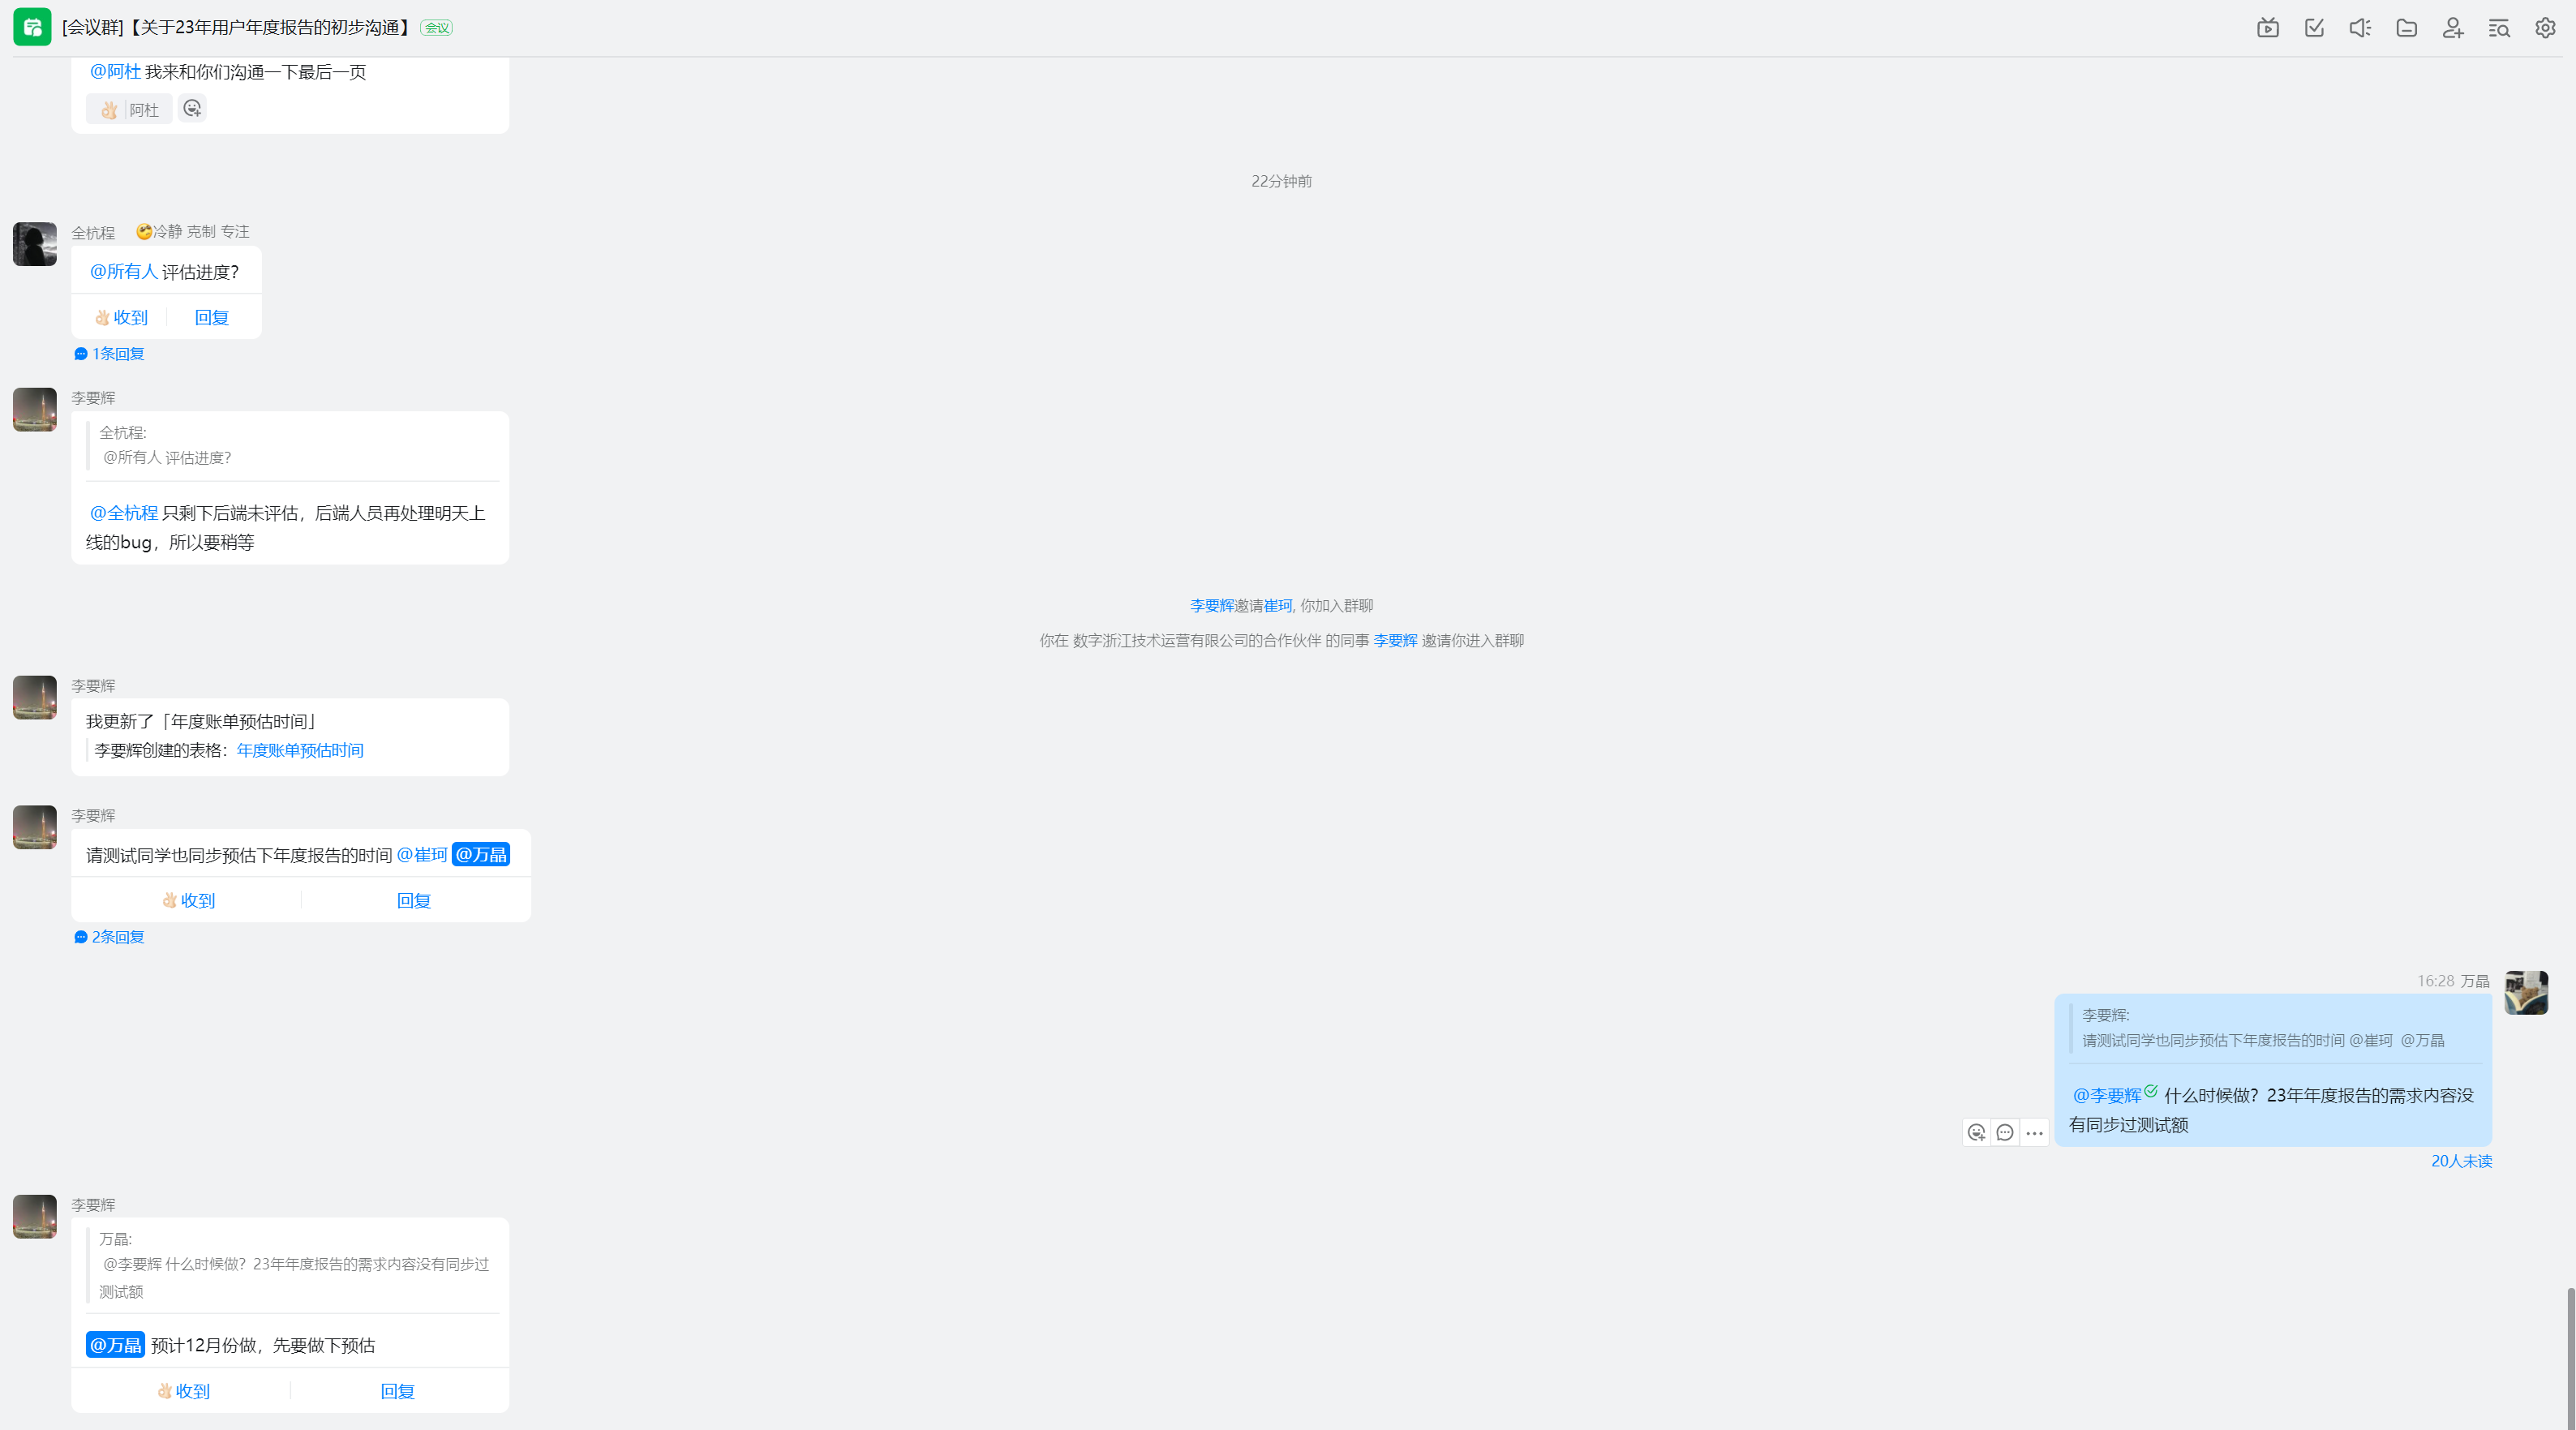 [会议群]【关于23年用户年度报告的初步沟通】 会议
@阿杜 我来和你们沟通一下最后一页
阿杜
22分钟前
全杭程 冷静 克制 专注
@所有人 评估进度？
收到 回复
1条回复
李要辉
全杭程:
@所有人 评估进度？
@全杭程 只剩下后端未评估，后端人员再处理明天上
线的bug，所以要稍等
李要辉邀请崔珂, 你加入群聊
你在 数字浙江技术运营有限公司的合作伙伴 的同事 李要辉 邀请你进入群聊
李要辉
我更新了「年度账单预估时间」
李要辉创建的表格：年度账单预估时间
李要辉
请测试同学也同步预估下年度报告的时间 @崔珂 @万晶
收到 回复
2条回复
16:28 万晶
李要辉:
请测试同学也同步预估下年度报告的时间 @崔珂 @万晶
@李要辉 什么时候做？23年年度报告的需求内容没
有同步过测试额
20人未读
李要辉
万晶:
@李要辉 什么时候做？23年年度报告的需求内容没有同步过
测试额
@万晶 预计12月份做，先要做下预估
收到 回复